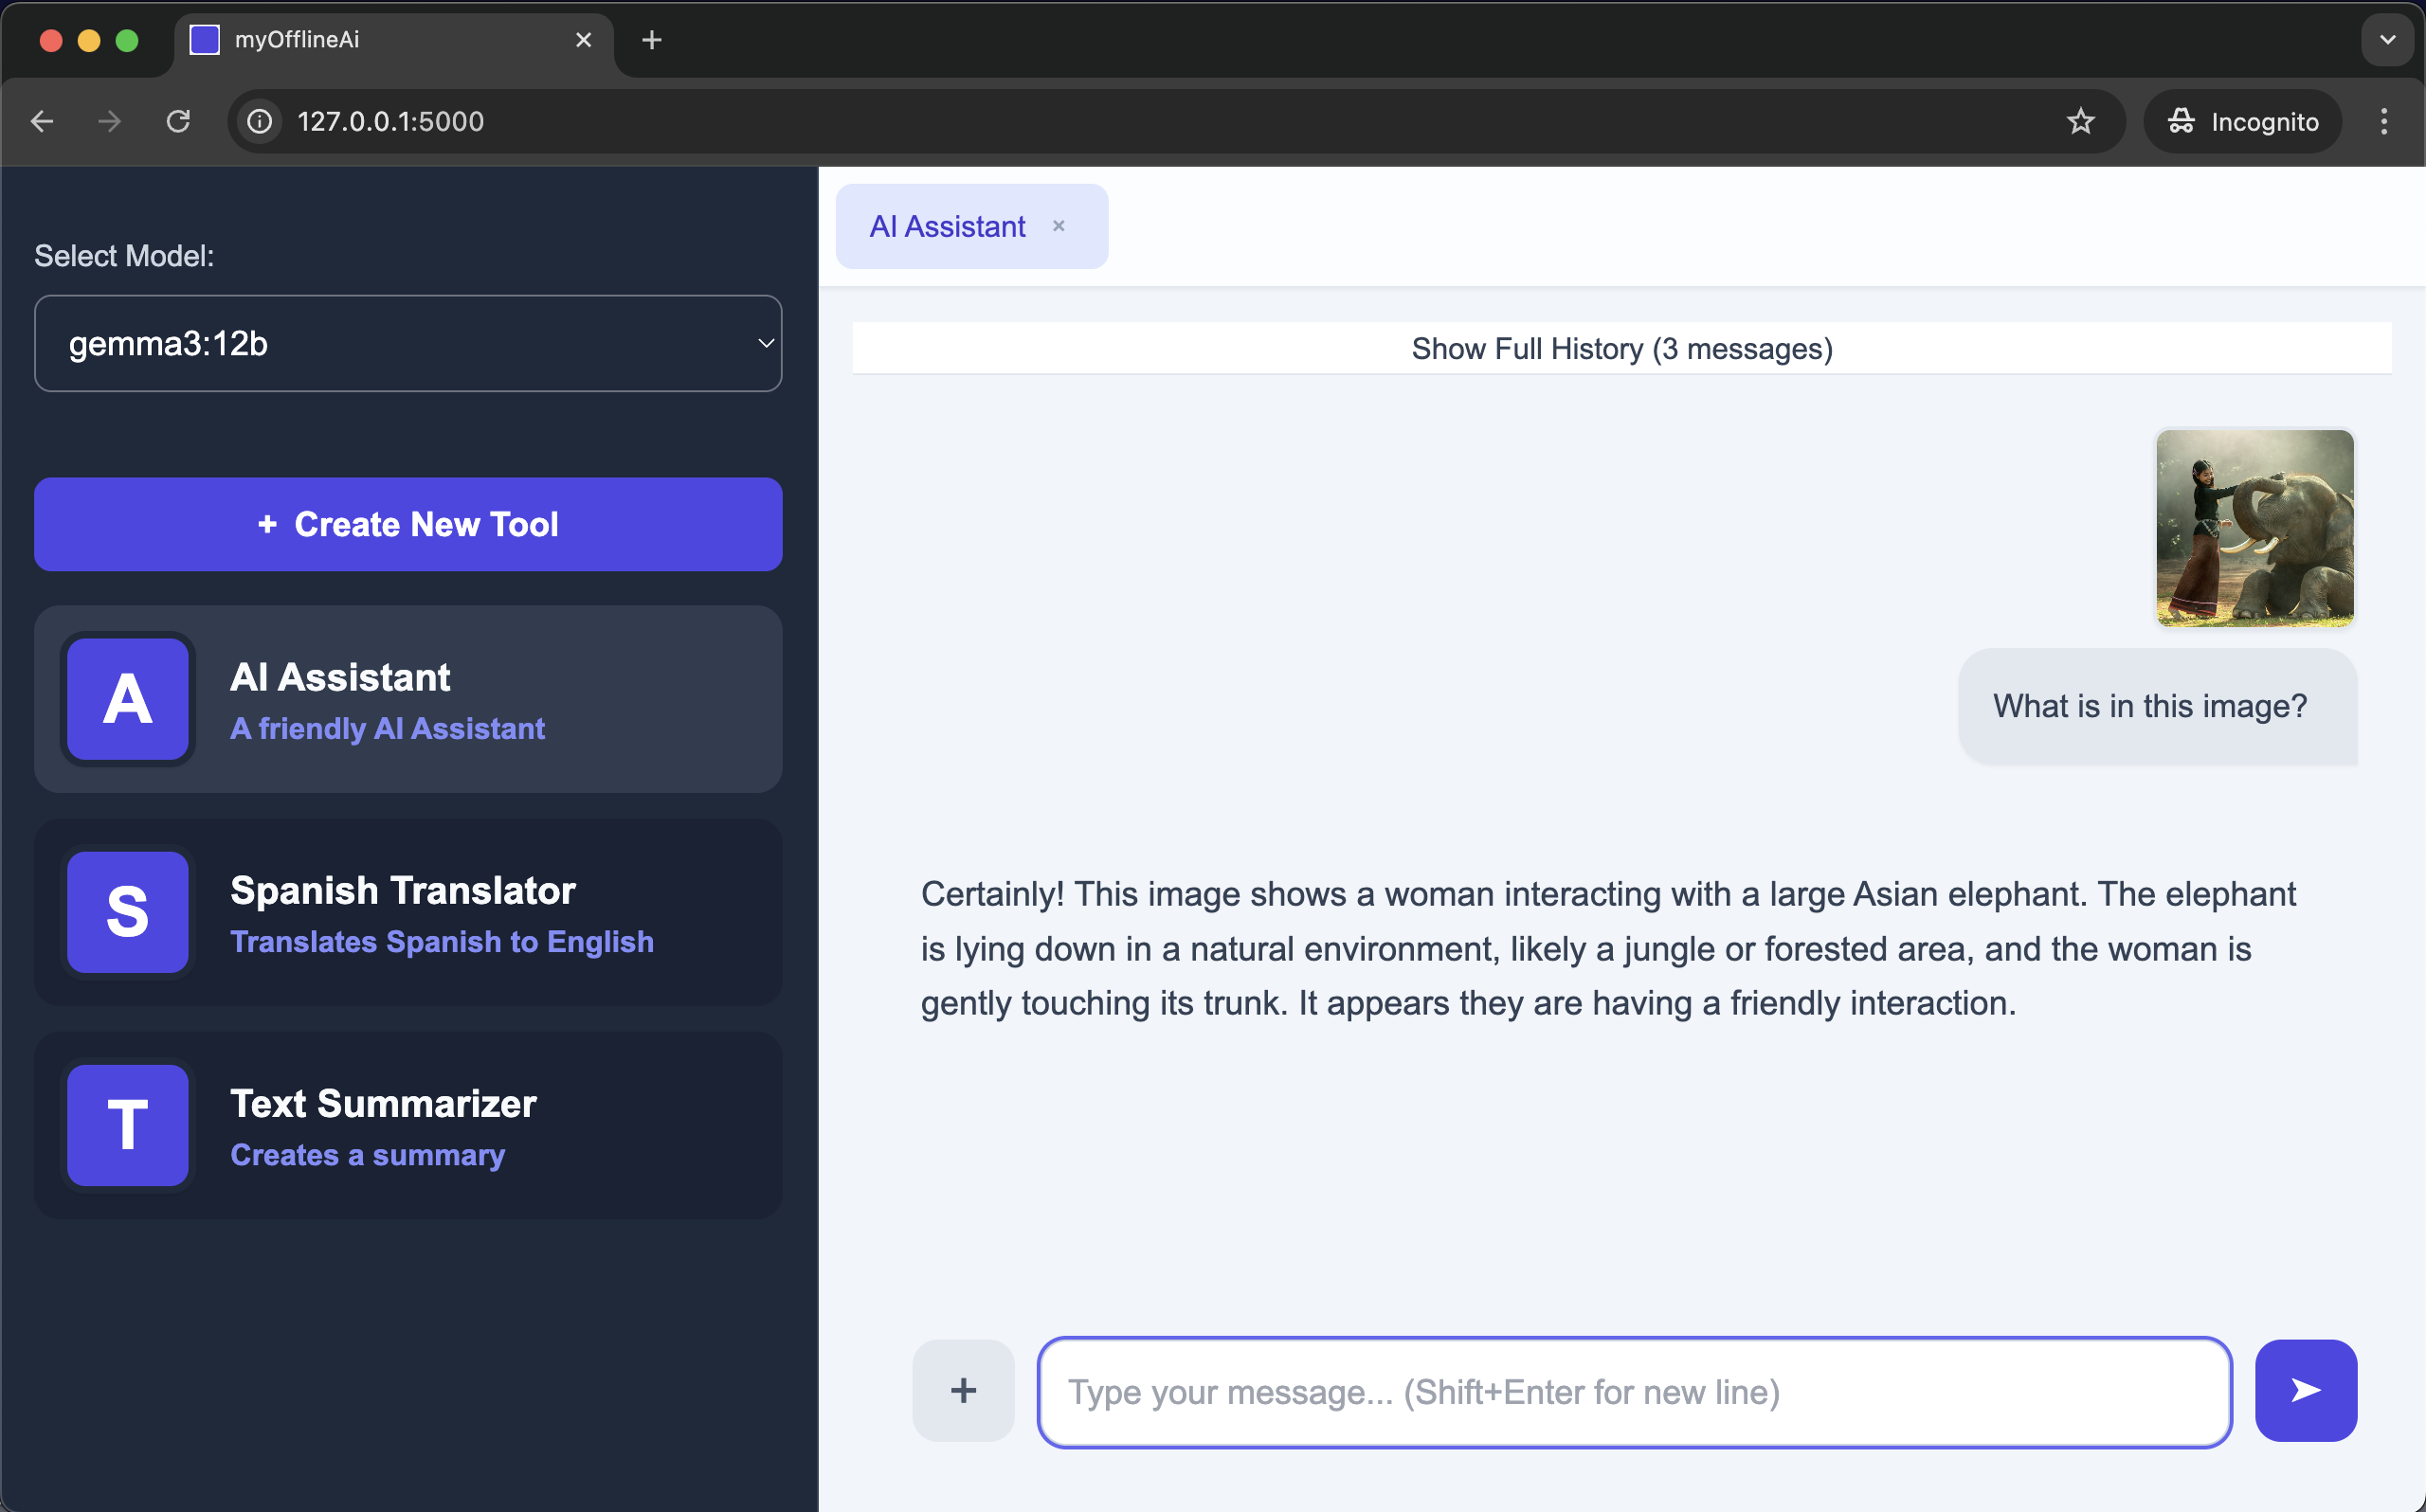 myOfflineAi
127.0.0.1:5000
Incognito
Select Model:
gemma3:12b
+ Create New Tool
A
AI Assistant
A friendly AI Assistant
S
Spanish Translator
Translates Spanish to English
T
Text Summarizer
Creates a summary
AI Assistant ×
Show Full History (3 messages)
What is in this image?
Certainly! This image shows a woman interacting with a large Asian elephant. The elephant
is lying down in a natural environment, likely a jungle or forested area, and the woman is
gently touching its trunk. It appears they are having a friendly interaction.
+
Type your message... (Shift+Enter for new line)